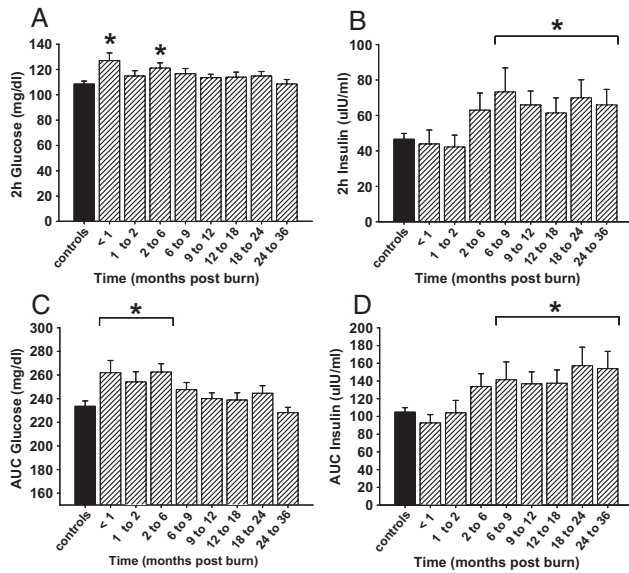 A
*
*
2h Glucose (mg/dl)
140
120
100
80
60
40
20
0
controls
< 1
1 to 2
2 to 6
6 to 9
9 to 12
12 to 18
18 to 24
24 to 36
Time (months post burn)
B
*
2h Insulin (uIU/ml)
100
80
60
40
20
0
controls
< 1
1 to 2
2 to 6
6 to 9
9 to 12
12 to 18
18 to 24
24 to 36
Time (months post burn)
C
*
AUC Glucose (mg/dl)
300
280
260
240
220
200
180
160
controls
< 1
1 to 2
2 to 6
6 to 9
9 to 12
12 to 18
18 to 24
24 to 36
Time (months post burn)
D
*
AUC Insulin (uIU/ml)
200
180
160
140
120
100
80
60
40
20
0
controls
< 1
1 to 2
2 to 6
6 to 9
9 to 12
12 to 18
18 to 24
24 to 36
Time (months post burn)